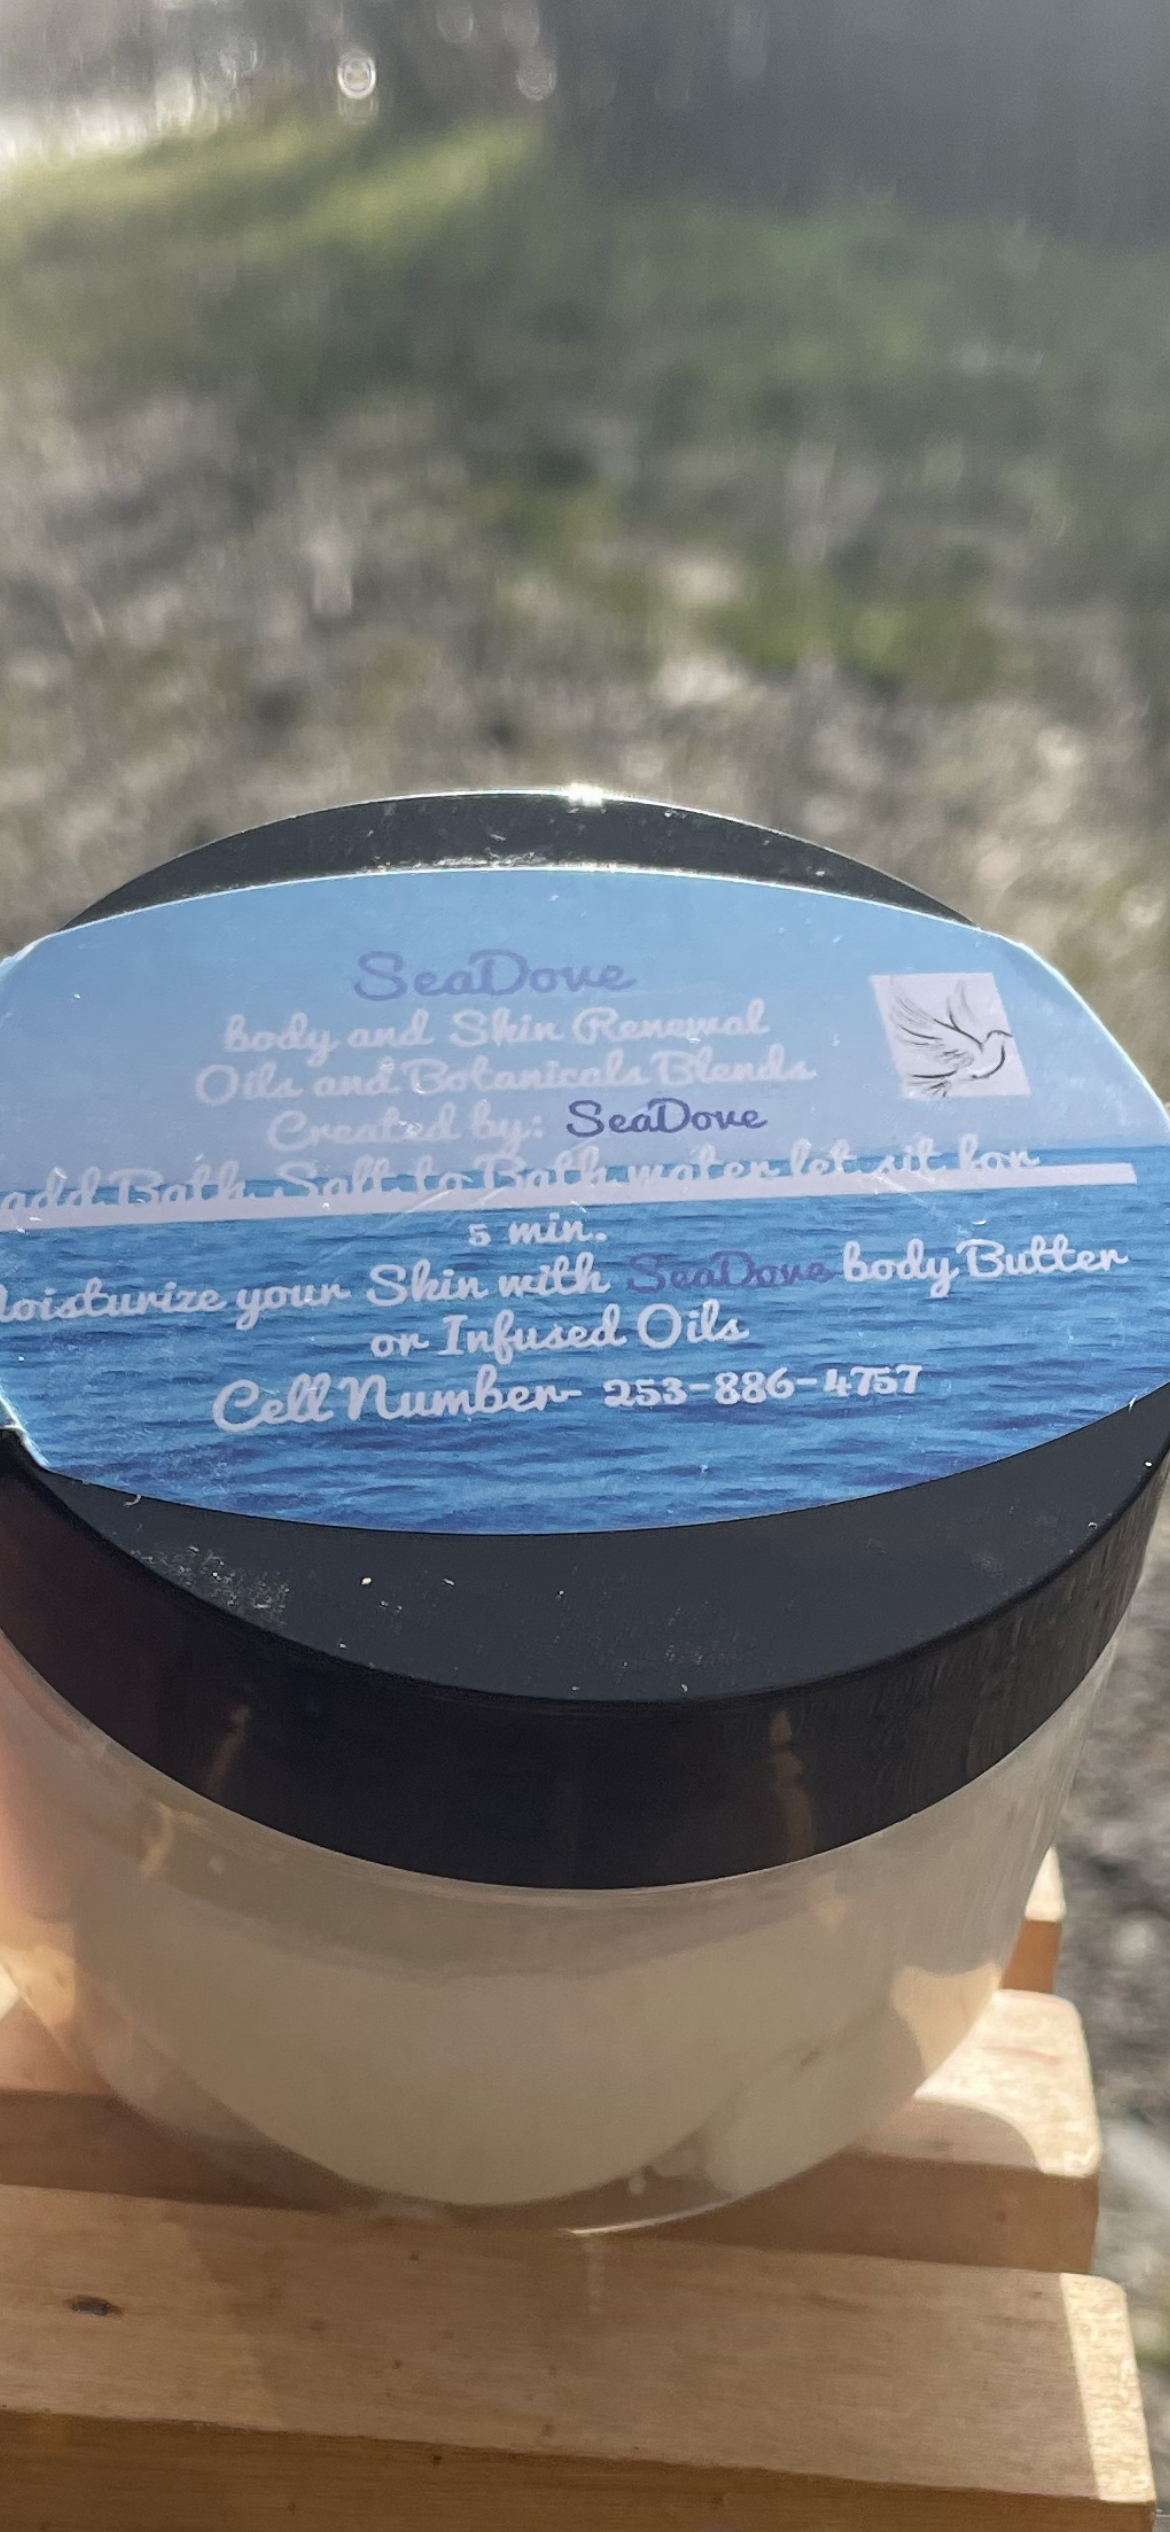 SeaDove
body and Skin Renewal
Oils and Botanicals Blends
Created by: SeaDove
add Bath Salt to Bath water let sit for
5 min.
Moisturize your Skin with SeaDove body Butter
or Infused Oils
Cell Number- 253-886-4757